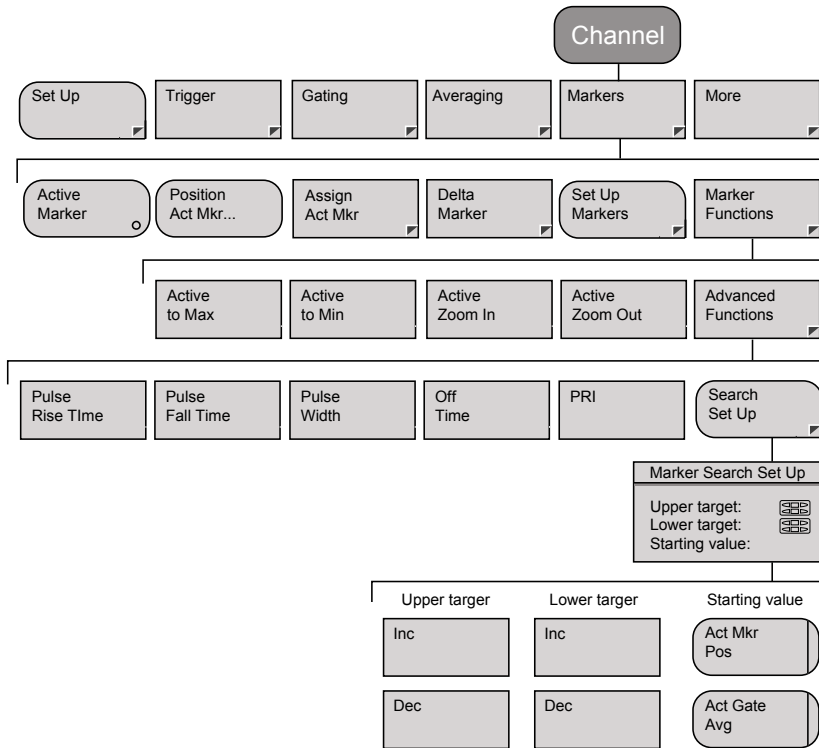 Channel
Set Up
Trigger
Gating
Averaging
Markers
More
Active
Marker
Position
Act Mkr...
Assign
Act Mkr
Delta
Marker
Set Up
Markers
Marker
Functions
Active
to Max
Active
to Min
Active
Zoom In
Active
Zoom Out
Advanced
Functions
Pulse
Rise TIme
Pulse
Fall Time
Pulse
Width
Off
Time
PRI
Search
Set Up
Marker Search Set Up
Upper target:
Lower target:
Starting value:
Upper targer
Lower targer
Starting value
Inc
Inc
Act Mkr
Pos
Dec
Dec
Act Gate
Avg